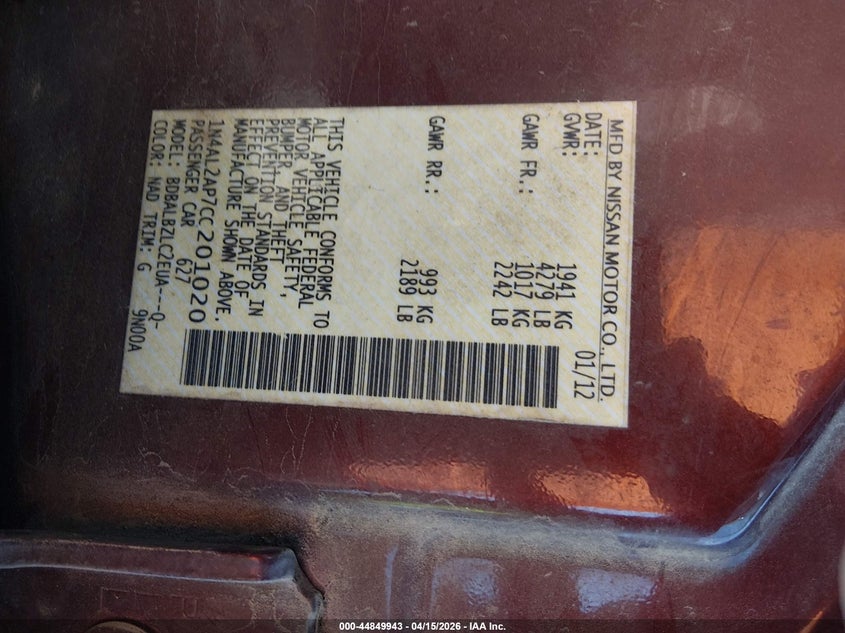 MFD BY NISSAN MOTOR CO., LTD.
DATE: 01/12
GVWR: 1941 KG
4279 LB
GAWR FR.: 1017 KG
2242 LB
GAWR RR.: 993 KG
2189 LB
THIS VEHICLE CONFORMS TO
ALL APPLICABLE FEDERAL
MOTOR VEHICLE SAFETY,
BUMPER AND THEFT
PREVENTION STANDARDS IN
EFFECT ON THE DATE OF
MANUFACTURE SHOWN ABOVE.
1N4AL2AP7CC201020
PASSENGER CAR 627
MODEL: BDBALBZLC2EUA---Q-
COLOR: NAD TRIM: G 9N00A
000-44849943 - 04/15/2026 - IAA Inc.